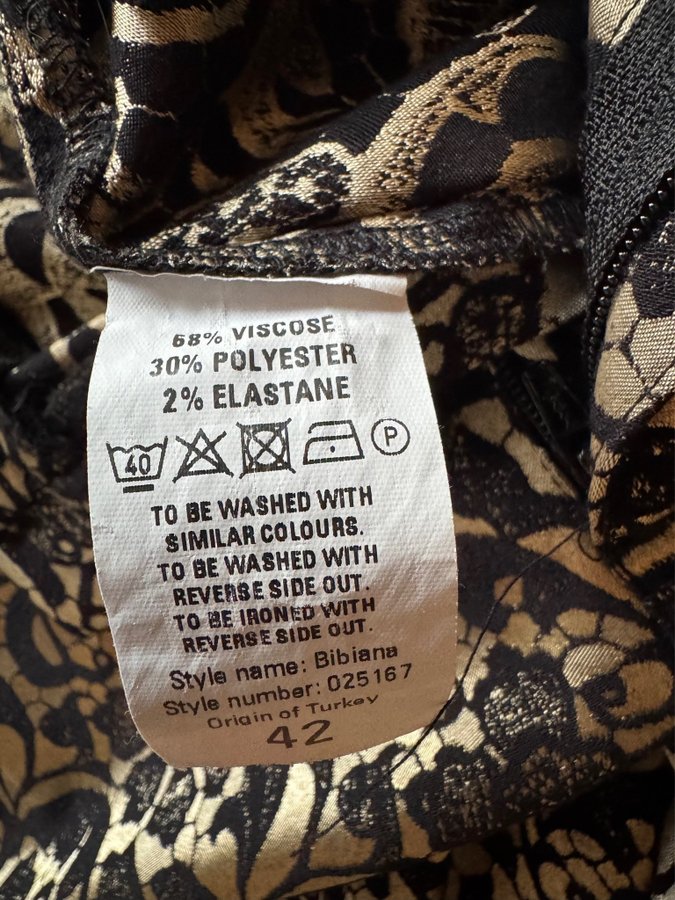 68% VISCOSE
30% POLYESTER
2% ELASTANE
40 P
TO BE WASHED WITH
SIMILAR COLOURS.
TO BE WASHED WITH
REVERSE SIDE OUT.
TO BE IRONED WITH
REVERSE SIDE OUT.
Style name: Bibiana
Style number: 025167
Origin of Turkey
42